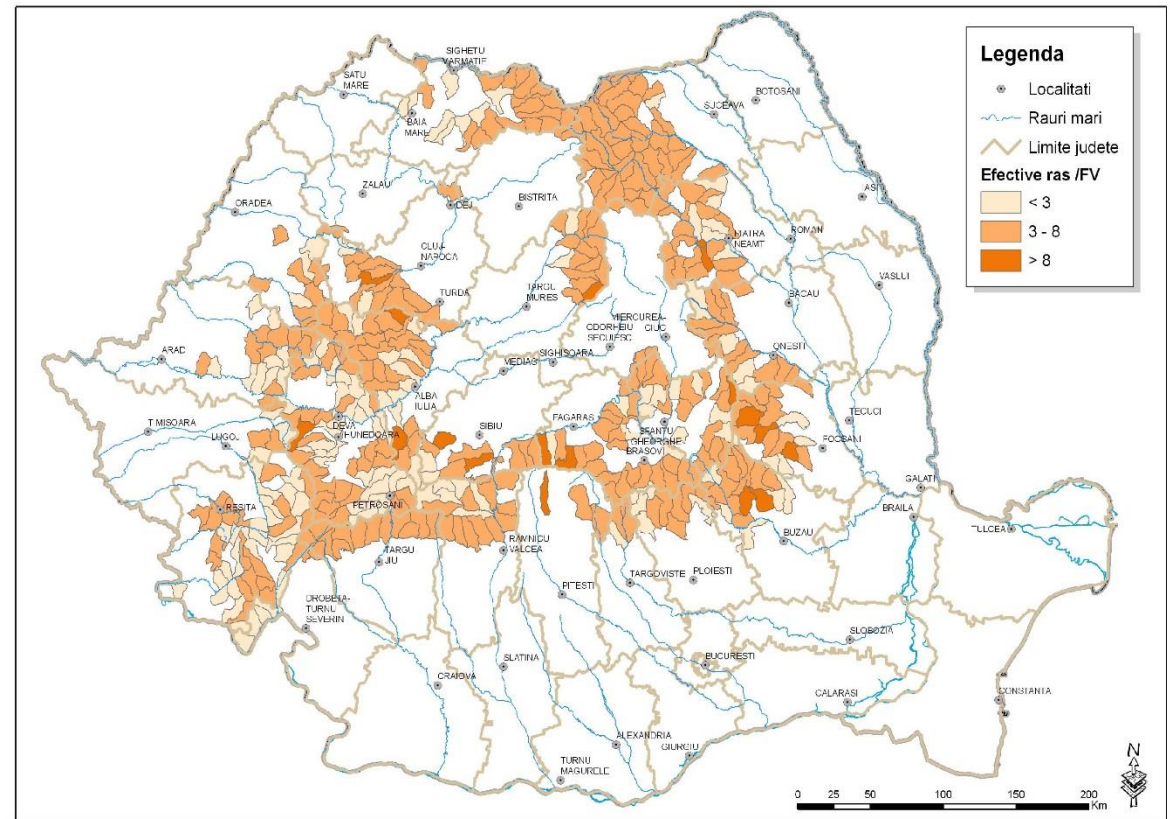 Legenda
Localitati
Rauri mari
Limite judete
Efective ras /FV
< 3
3 - 8
> 8
SIGHETU
MARMATIE
SATU
MARE
BAIA
MARE
SUCEAVA
BOTOSANI
ZALAU
DEJ
BISTRITA
ORADEA
IASI
PIATRA
NEAMT
ROMAN
CLUJ-
NAPOCA
TURDA
TARGU
MURES
BACAU
VASLUI
MIERCUREA-
CIUC
ODORHEIU
SECUIESC
SIGHISOARA
MEDIAS
ONESTI
ARAD
ALBA
IULIA
TIMISOARA
LUGOJ
DEVA
HUNEDOARA
SIBIU
FAGARAS
SFANTU
GHEORGHE
BRASOV
TECUCI
FOCSANI
GALATI
RESITA
PETROSANI
BRAILA
TULCEA
RAMNICU
VALCEA
BUZAU
TARGU
JIU
TARGOVISTE
PLOIESTI
PITESTI
DROBETA-
TURNU
SEVERIN
SLOBOZIA
SLATINA
BUCURESTI
CRAIOVA
CALARASI
CONSTANTA
ALEXANDRIA
GIURGIU
TURNU
MAGURELE
N
0 25 50 100 150 200
Km